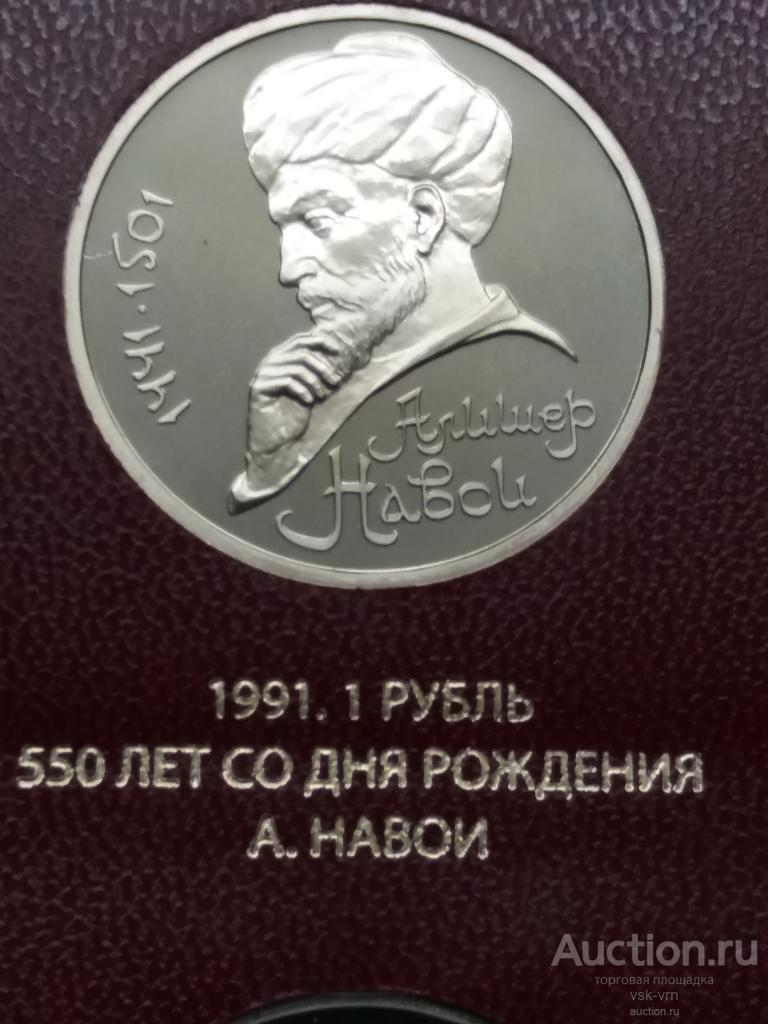 1441·1501
Алишер
Навои
1991. 1 РУБЛЬ
550 ЛЕТ СО ДНЯ РОЖДЕНИЯ
А. НАВОИ
Auction.ru
торговая площадка
vsk-vrn
auction.ru